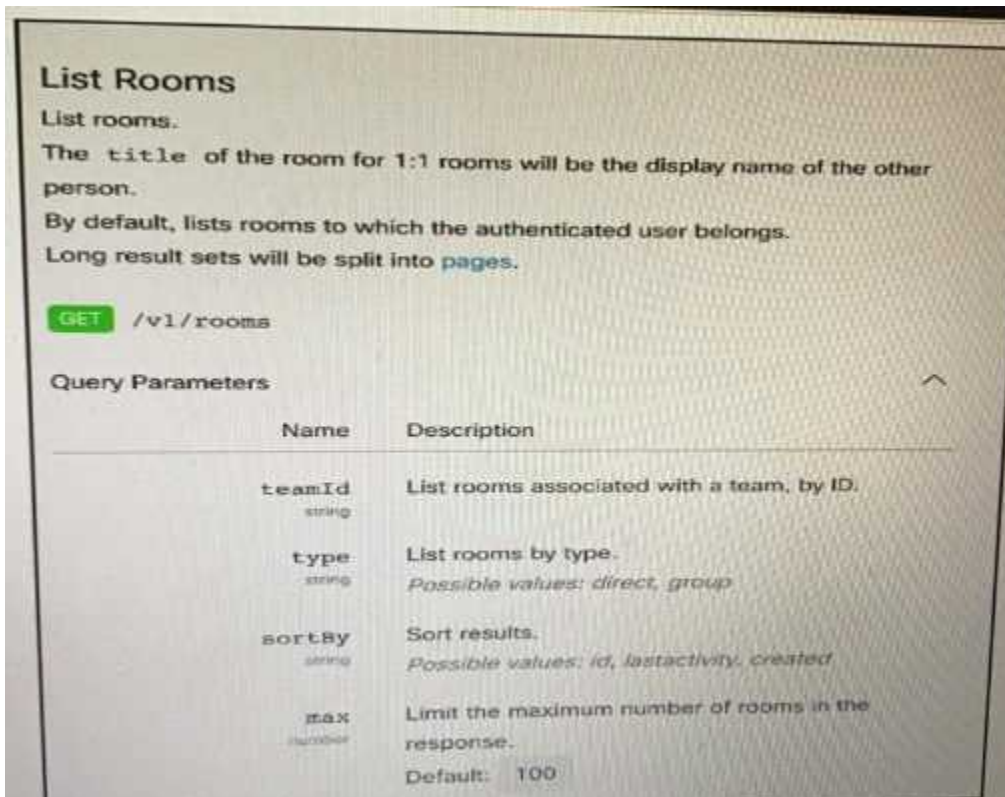 List Rooms
List rooms.
The title of the room for 1:1 rooms will be the display name of the other
person.
By default, lists rooms to which the authenticated user belongs.
Long result sets will be split into pages.
GET /v1/rooms
Query Parameters
Name Description
teamId List rooms associated with a team, by ID.
string
type List rooms by type.
string Possible values: direct, group
sortBy Sort results.
string Possible values: id, lastactivity, created
max Limit the maximum number of rooms in the
number response.
Default: 100